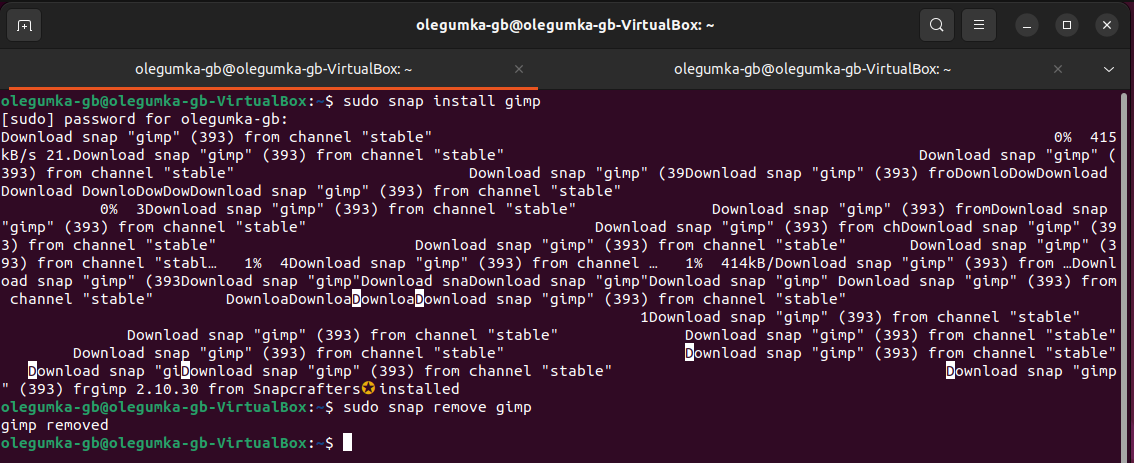 olegumka-gb@olegumka-gb-VirtualBox: ~
olegumka-gb@olegumka-gb-VirtualBox: ~ olegumka-gb@olegumka-gb-VirtualBox: ~
olegumka-gb@olegumka-gb-VirtualBox:~$ sudo snap install gimp
[sudo] password for olegumka-gb:
Download snap "gimp" (393) from channel "stable" 0% 415
kB/s 21.Download snap "gimp" (393) from channel "stable" Download snap "gimp" (
393) from channel "stable" Download snap "gimp" (39Download snap "gimp" (393) froDownloDowDownload
Download DownloDowDowDownload snap "gimp" (393) from channel "stable"
0% 3Download snap "gimp" (393) from channel "stable" Download snap "gimp" (393) fromDownload snap
"gimp" (393) from channel "stable" Download snap "gimp" (393) from chDownload snap "gimp" (39
3) from channel "stable" Download snap "gimp" (393) from channel "stable" Download snap "gimp" (3
93) from channel "stabl… 1% 4Download snap "gimp" (393) from channel … 1% 414kB/Download snap "gimp" (393) from …Downl
oad snap "gimp" (393Download snap "gimp"Download snaDownload snap "gimp"Download snap "gimp" Download snap "gimp" (393) from
channel "stable" DownloaDownloaDownloaDownload snap "gimp" (393) from channel "stable"
1Download snap "gimp" (393) from channel "stable"
Download snap "gimp" (393) from channel "stable" Download snap "gimp" (393) from channel "stable"
Download snap "gimp" (393) from channel "stable" Download snap "gimp" (393) from channel "stable"
Download snap "giDownload snap "gimp" (393) from channel "stable" Download snap "gimp
" (393) frgimp 2.10.30 from Snapcrafters✪ installed
olegumka-gb@olegumka-gb-VirtualBox:~$ sudo snap remove gimp
gimp removed
olegumka-gb@olegumka-gb-VirtualBox:~$